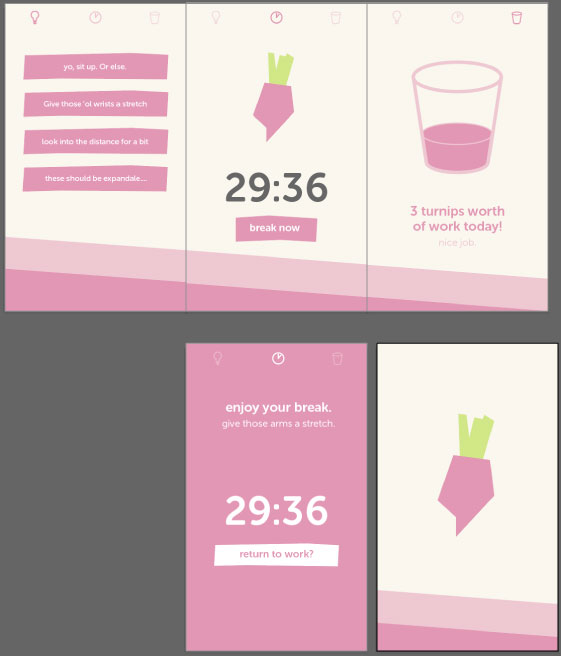 yo, sit up. Or else.
Give those 'ol wrists a stretch
look into the distance for a bit
these should be expandale...
29:36
break now
3 turnips worth
of work today!
nice job.
enjoy your break.
give those arms a stretch.
29:36
return to work?